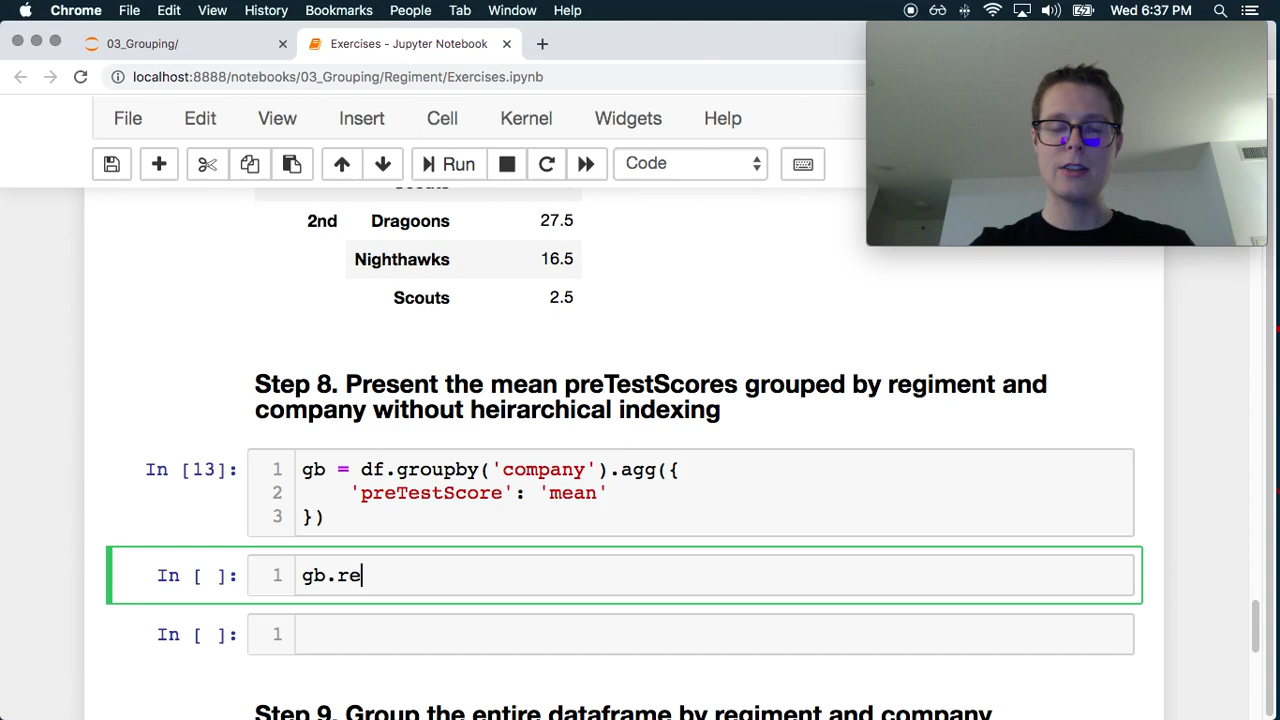 Chrome File Edit View History Bookmarks People Tab Window Help Wed 6:37 PM
03_Grouping/ Exercises - Jupyter Notebook
localhost:8888/notebooks/03_Grouping/Regiment/Exercises.ipynb
File Edit View Insert Cell Kernel Widgets Help
Run Code
Scouts
2nd Dragoons 27.5
Nighthawks 16.5
Scouts 2.5
Step 8. Present the mean preTestScores grouped by regiment and
company without heirarchical indexing
In [13]: 1 gb = df.groupby('company').agg({
2 'preTestScore': 'mean'
3 })
In [ ]: 1 gb.re
In [ ]: 1
Step 9. Group the entire dataframe by regiment and company